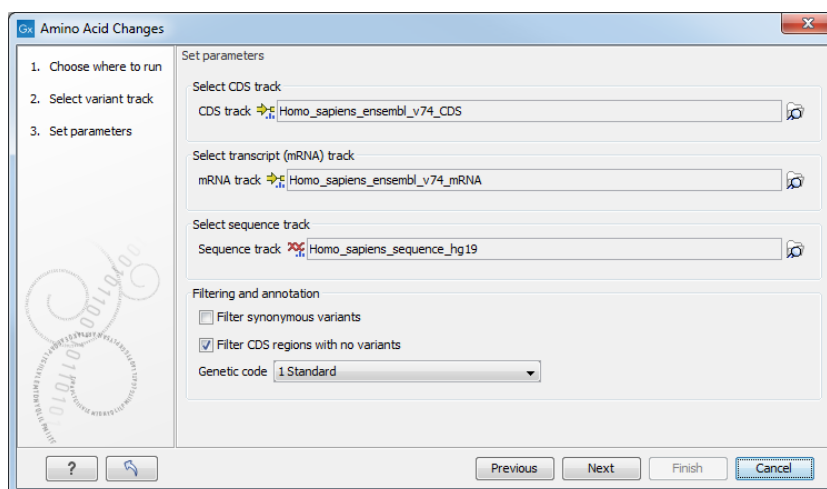 Gx Amino Acid Changes
1. Choose where to run
2. Select variant track
3. Set parameters
Set parameters
Select CDS track
CDS track Homo_sapiens_ensembl_v74_CDS
Select transcript (mRNA) track
mRNA track Homo_sapiens_ensembl_v74_mRNA
Select sequence track
Sequence track Homo_sapiens_sequence_hg19
Filtering and annotation
Filter synonymous variants
Filter CDS regions with no variants
Genetic code 1 Standard
?
Previous
Next
Finish
Cancel